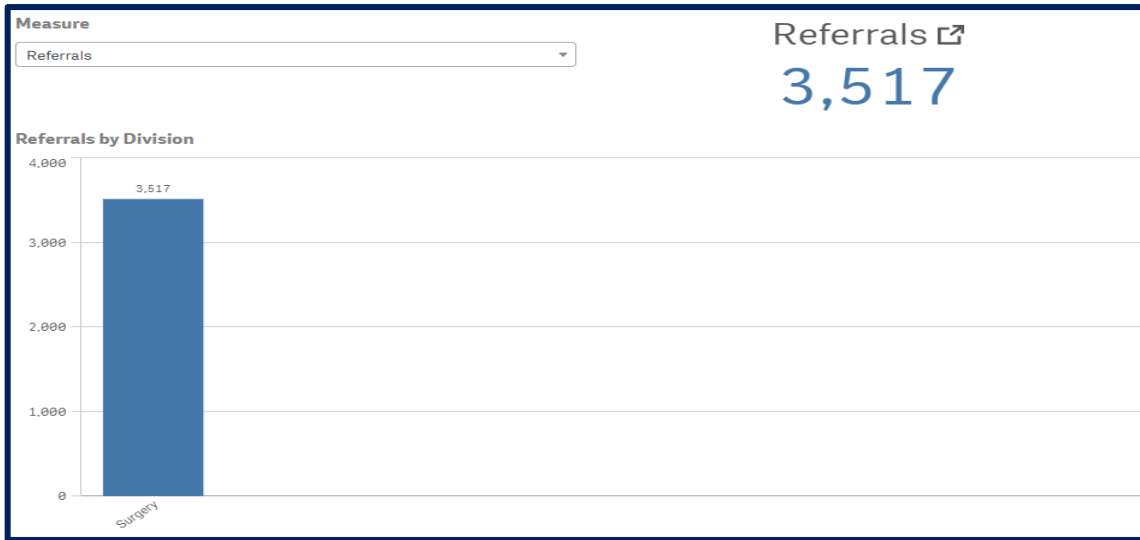 Measure
Referrals
Referrals
3,517
Referrals by Division
4,000
3,517
3,000
2,000
1,000
0
Surgery